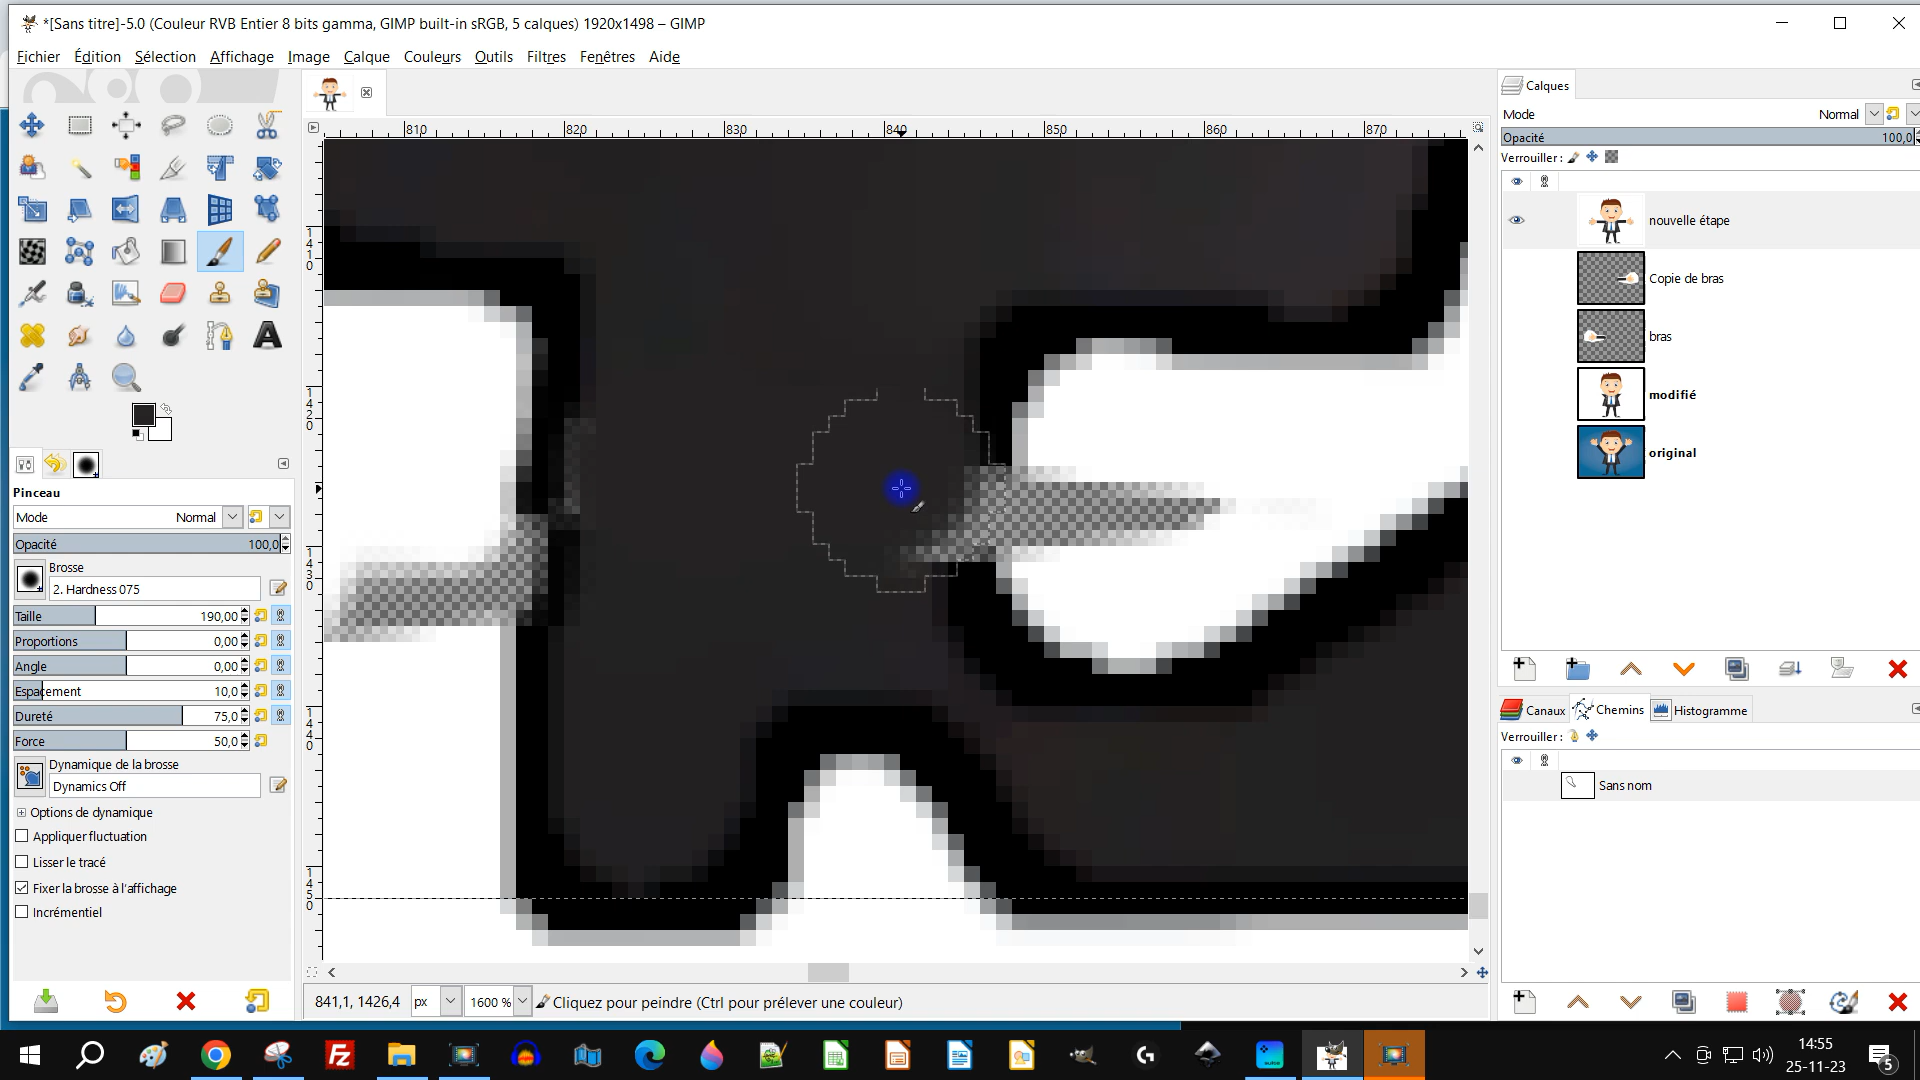 *[Sans titre]-5.0 (Couleur RVB Entier 8 bits gamma, GIMP built-in sRGB, 5 calques) 1920x1498 – GIMP
Fichier Édition Sélection Affichage Image Calque Couleurs Outils Filtres Fenêtres Aide
Pinceau
Mode Normal
Opacité 100,0
Brosse
2. Hardness 075
Taille 190,00
Proportions 0,00
Angle 0,00
Espacement 10,0
Dureté 75,0
Force 50,0
Dynamique de la brosse
Dynamics Off
Options de dynamique
Appliquer fluctuation
Lisser le tracé
Fixer la brosse à l'affichage
Incrémentiel
810 820 830 840 850 860 870
1410
1420
1430
1440
1450
841,1, 1426,4 px 1600 % Cliquez pour peindre (Ctrl pour prélever une couleur)
Calques
Mode Normal
Opacité 100,0
Verrouiller :
nouvelle étape
Copie de bras
bras
modifié
original
Canaux Chemins Histogramme
Verrouiller :
Sans nom
14:55
25-11-23
5